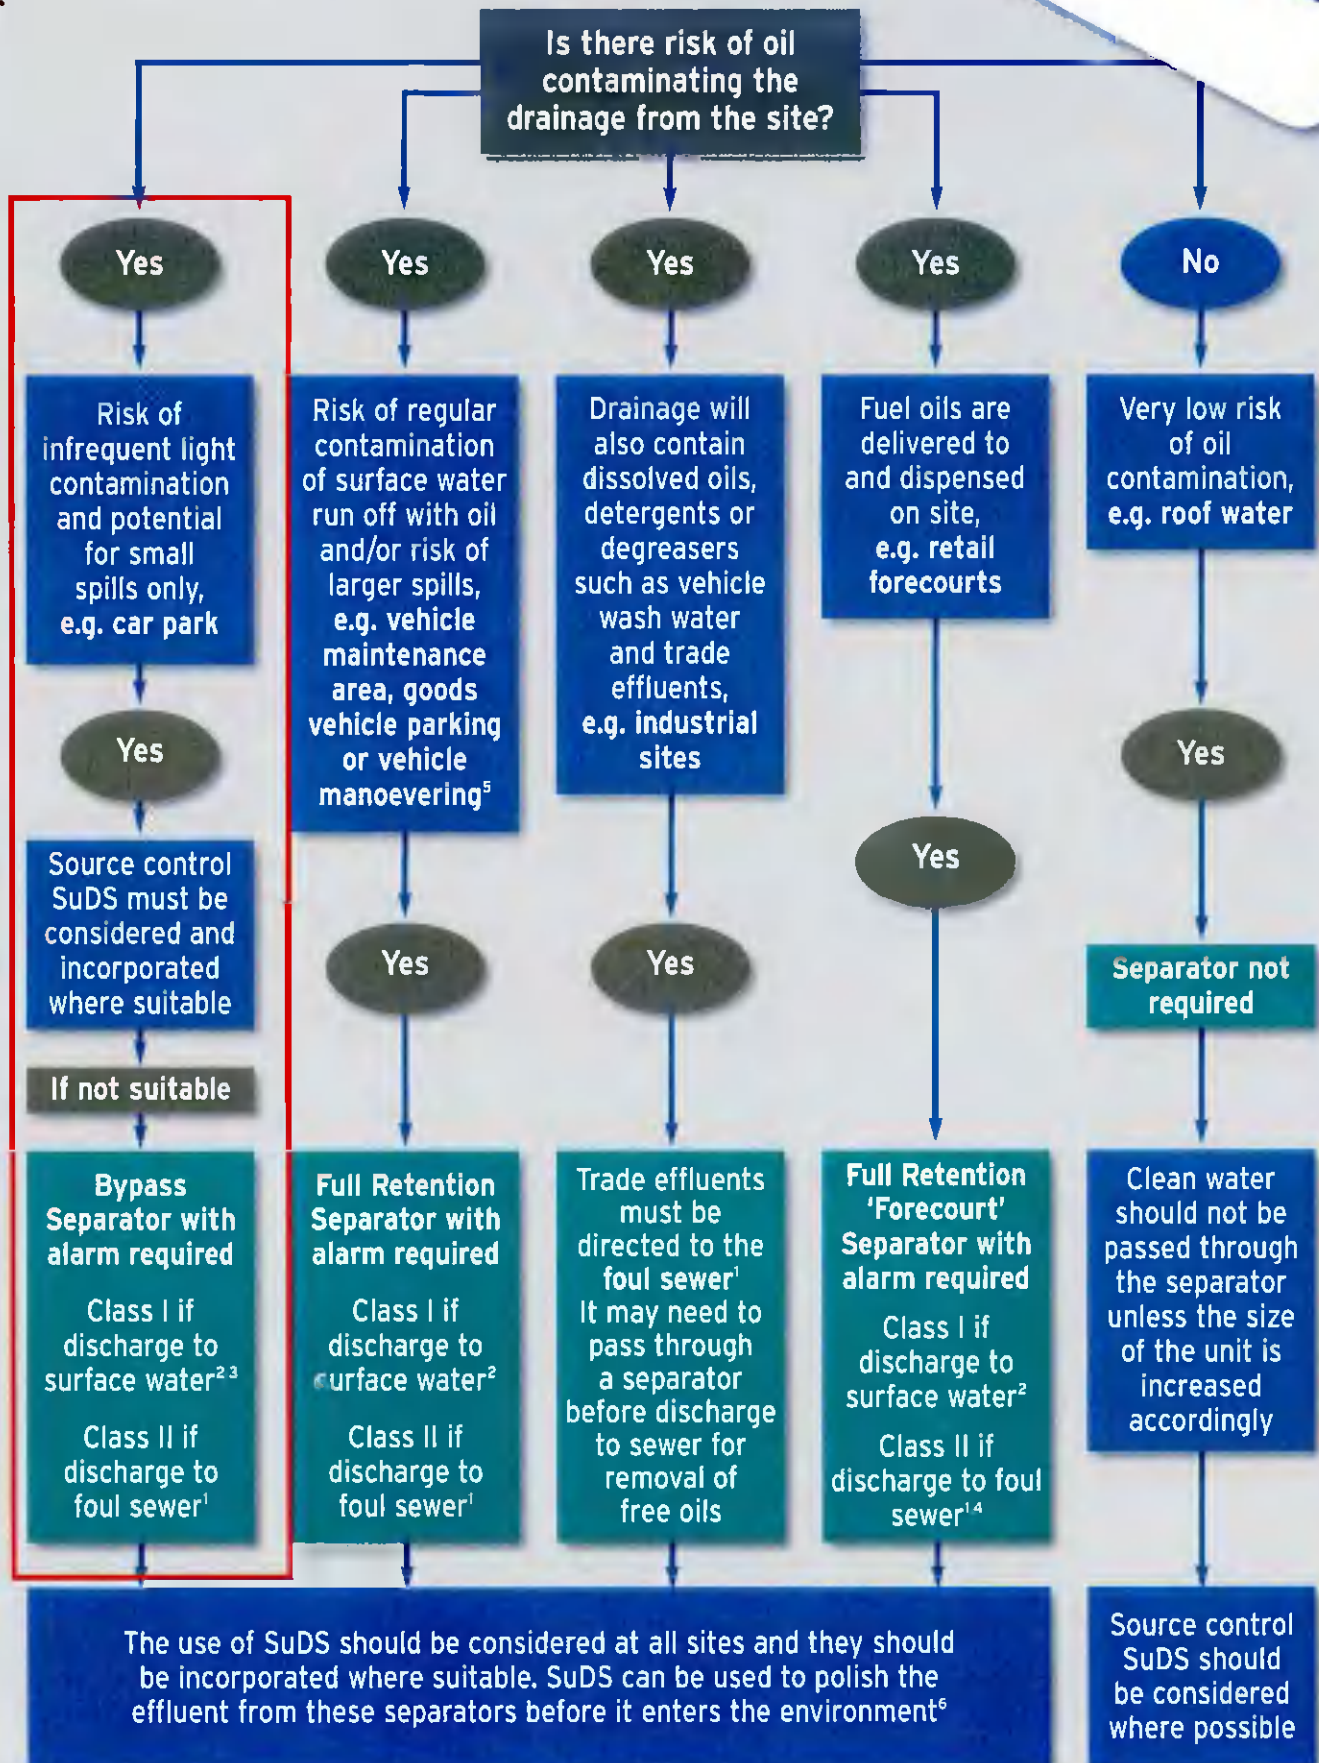 Is there risk of oil
contaminating the
drainage from the site?
Yes
Risk of
infrequent light
contamination
and potential
for small
spills only,
e.g. car park
Yes
Source control
SuDS must be
considered and
incorporated
where suitable
If not suitable
Bypass
Separator with
alarm required
Class I if
discharge to
surface water²³
Class II if
discharge to
foul sewer¹
Yes
Risk of regular
contamination
of surface water
run off with oil
and/or risk of
larger spills,
e.g. vehicle
maintenance
area, goods
vehicle parking
or vehicle
manoevering⁵
Yes
Full Retention
Separator with
alarm required
Class I if
discharge to
surface water²
Class II if
discharge to
foul sewer¹
Yes
Drainage will
also contain
dissolved oils,
detergents or
degreasers
such as vehicle
wash water
and trade
effluents,
e.g. industrial
sites
Yes
Trade effluents
must be
directed to the
foul sewer¹
It may need to
pass through
a separator
before discharge
to sewer for
removal of
free oils
Yes
Fuel oils are
delivered to
and dispensed
on site,
e.g. retail
forecourts
Yes
Full Retention
'Forecourt'
Separator with
alarm required
Class I if
discharge to
surface water²
Class II if
discharge to foul
sewer¹⁴
No
Very low risk
of oil
contamination,
e.g. roof water
Yes
Separator not
required
Clean water
should not be
passed through
the separator
unless the size
of the unit is
increased
accordingly
The use of SuDS should be considered at all sites and they should
be incorporated where suitable. SuDS can be used to polish the
effluent from these separators before it enters the environment⁶
Source control
SuDS should
be considered
where possible